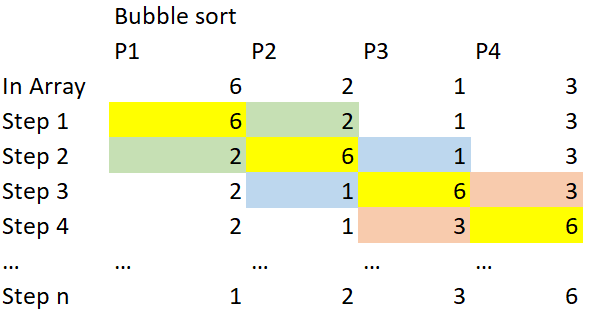 Bubble sort
P1 P2 P3 P4
In Array 6 2 1 3
Step 1 6 2 1 3
Step 2 2 6 1 3
Step 3 2 1 6 3
Step 4 2 1 3 6
... ... ... ... ...
Step n 1 2 3 6